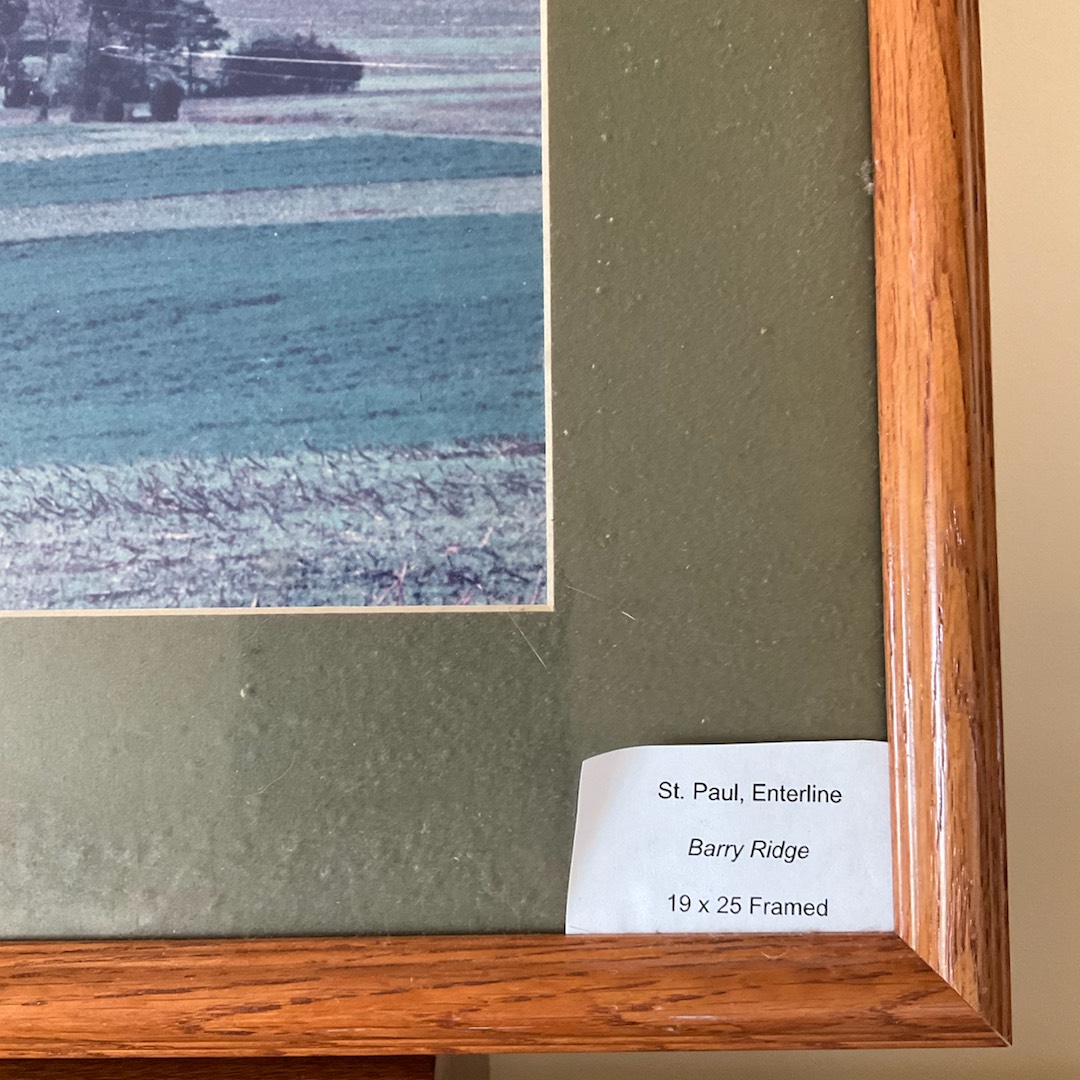 St. Paul, Enterline
Barry Ridge
19 x 25 Framed